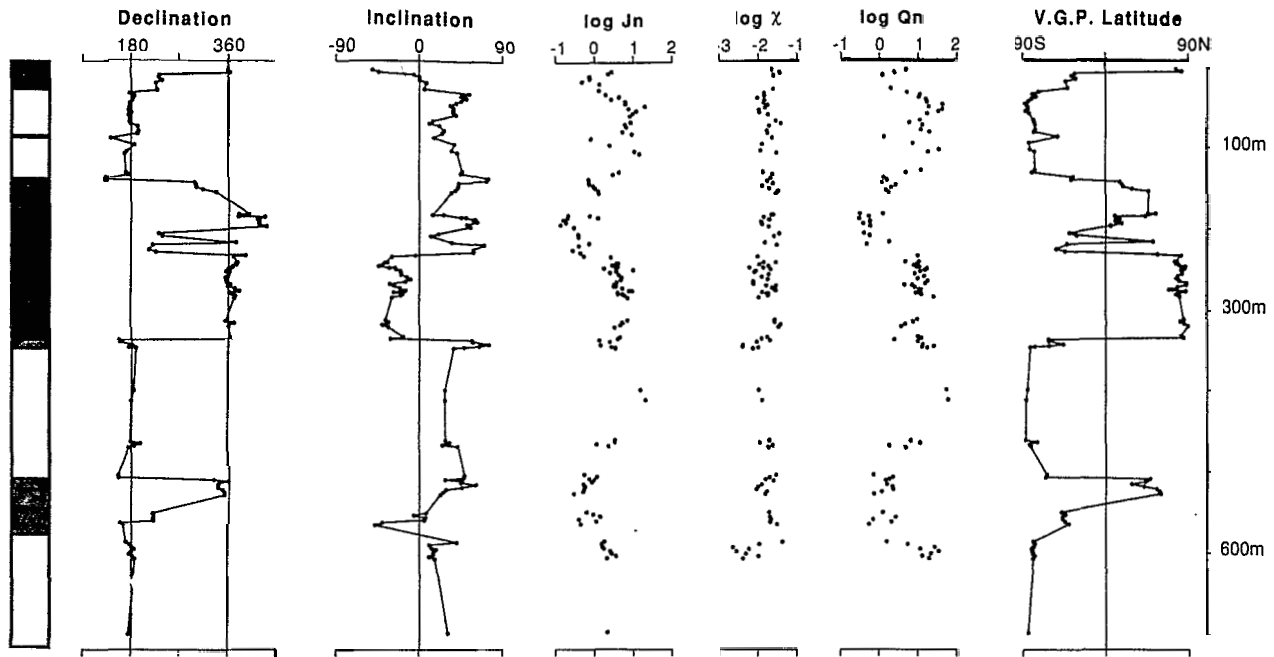 Declination Inclination log Jn log χ log Qn V.G.P. Latitude
180 360 -90 0 90 -1 0 1 2 -3 -2 -1 -1 0 1 2 90S 90N
100m
300m
600m